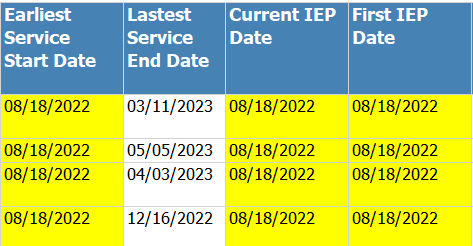 Earliest Service Start Date
Lastest Service End Date
Current IEP Date
First IEP Date
08/18/2022 03/11/2023 08/18/2022 08/18/2022
08/18/2022 05/05/2023 08/18/2022 08/18/2022
08/18/2022 04/03/2023 08/18/2022 08/18/2022
08/18/2022 12/16/2022 08/18/2022 08/18/2022